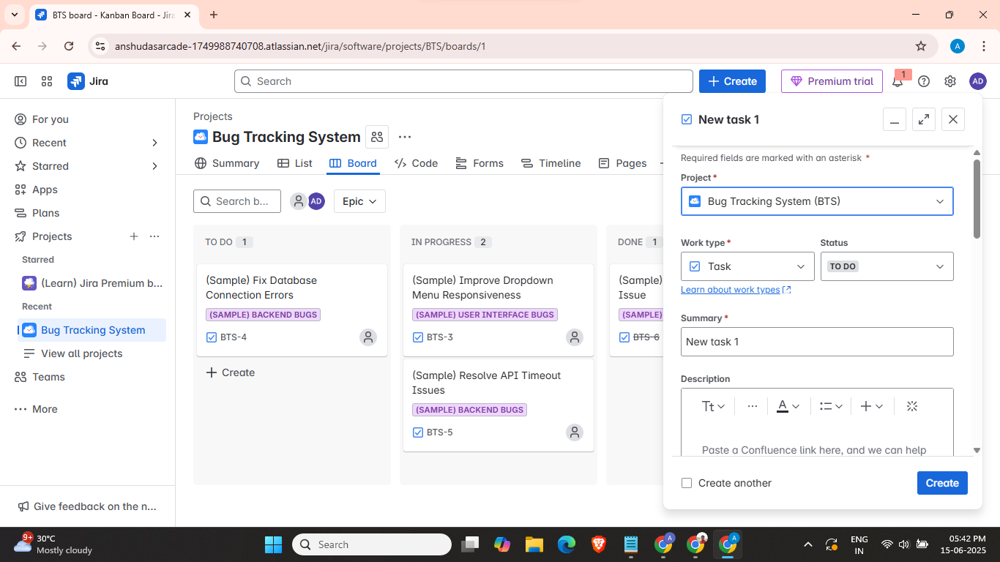 BTS board - Kanban Board - Jira
anshudasarcade-1749988740708.atlassian.net/jira/software/projects/BTS/boards/1
A
Jira
Search
Create
Premium trial
1
AD
For you
Recent
Starred
Apps
Plans
Projects
Starred
(Learn) Jira Premium b...
Recent
Bug Tracking System
View all projects
Teams
More
Give feedback on the n...
Projects
Bug Tracking System
Summary
List
Board
Code
Forms
Timeline
Pages
Search b...
AD
Epic
TO DO 1
(Sample) Fix Database
Connection Errors
(SAMPLE) BACKEND BUGS
BTS-4
Create
IN PROGRESS 2
(Sample) Improve Dropdown
Menu Responsiveness
(SAMPLE) USER INTERFACE BUGS
BTS-3
(Sample) Resolve API Timeout
Issues
(SAMPLE) BACKEND BUGS
BTS-5
DONE 1
(Sample)
Issue
(SAMPLE)
BTS-6
New task 1
Required fields are marked with an asterisk *
Project *
Bug Tracking System (BTS)
Work type *
Status
Task
TO DO
Learn about work types
Summary *
New task 1
Description
Tt
A
Paste a Confluence link here, and we can help
Create another
Create
9+
30°C
Mostly cloudy
Search
A
A
ENG
IN
05:42 PM
15-06-2025